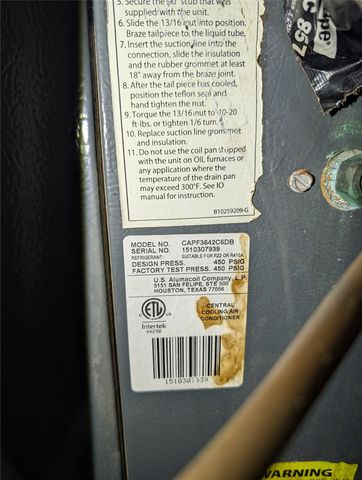 5. Secure the 90° stub that was
supplied with the unit.
6. Slide the 13/16 nut into position.
Braze tailpiece to the liquid tube.
7. Insert the suction line into the
connection, slide the insulation
and the rubber grommet at least
18" away from the braze joint.
8. After the tail piece has cooled,
position the teflon seal and
hand tighten the nut.
9. Torque the 13/16 nut to 10-20
ft-lbs. or tighten 1/6 turn.
10. Replace suction line grommet
and insulation.
11. Do not use the coil pan shipped
with the unit on OIL furnaces or
any application where the
temperature of the drain pan
may exceed 300°F. See IO
manual for instruction.
B10259209-G
MODEL NO. CAPF3642C6DB
SERIAL NO. 1510307939
REFRIGERANT SUITABLE FOR R22 OR R410A
DESIGN PRESS. 450 PSIG
FACTORY TEST PRESS. 450 PSIG
U.S. Alumacoil Company L.P.
5151 SAN FELIPE, STE 500
HOUSTON, TEXAS 77056
ETL
Intertek
94290
CENTRAL
COOLING AIR
CONDITIONER
1510307939
WARNING